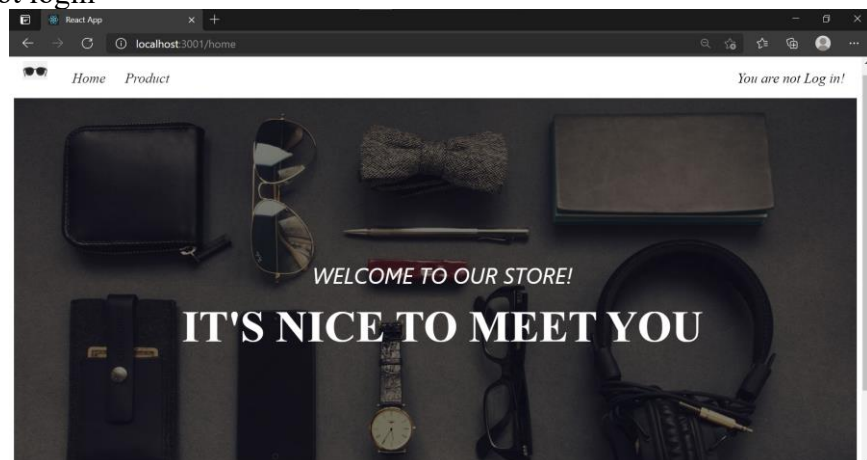 React App
localhost:3001/home
Home Product You are not Log in!
WELCOME TO OUR STORE!
IT'S NICE TO MEET YOU